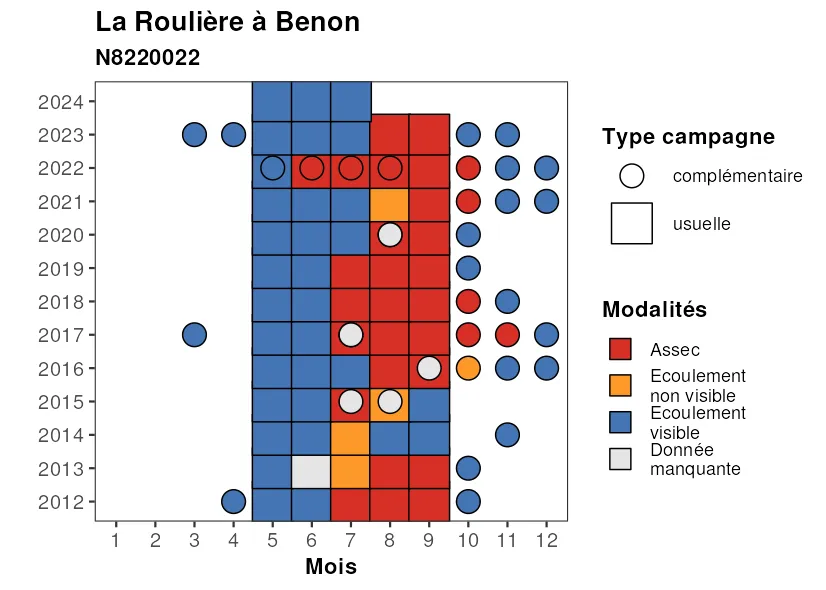 La Roulière à Benon
N8220022
2024
2023
2022
2021
2020
2019
2018
2017
2016
2015
2014
2013
2012
1 2 3 4 5 6 7 8 9 10 11 12
Mois
Type campagne
complémentaire
usuelle
Modalités
Assec
Ecoulement
non visible
Ecoulement
visible
Donnée
manquante